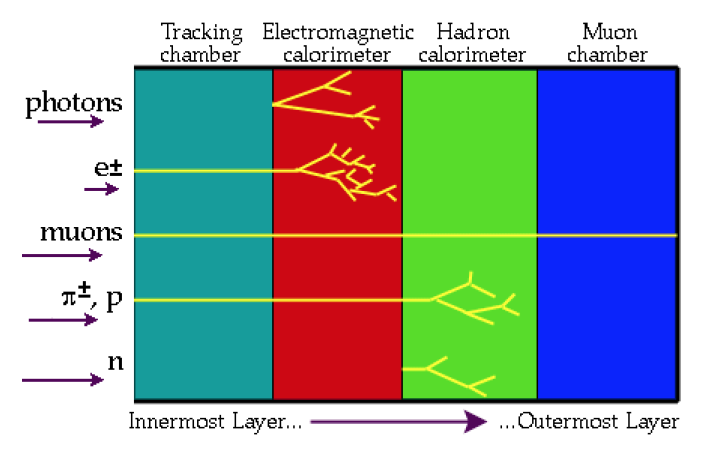 Tracking Electromagnetic Hadron Muon
chamber calorimeter calorimeter chamber
photons
e±
muons
π±, p
n
Innermost Layer... ...Outermost Layer